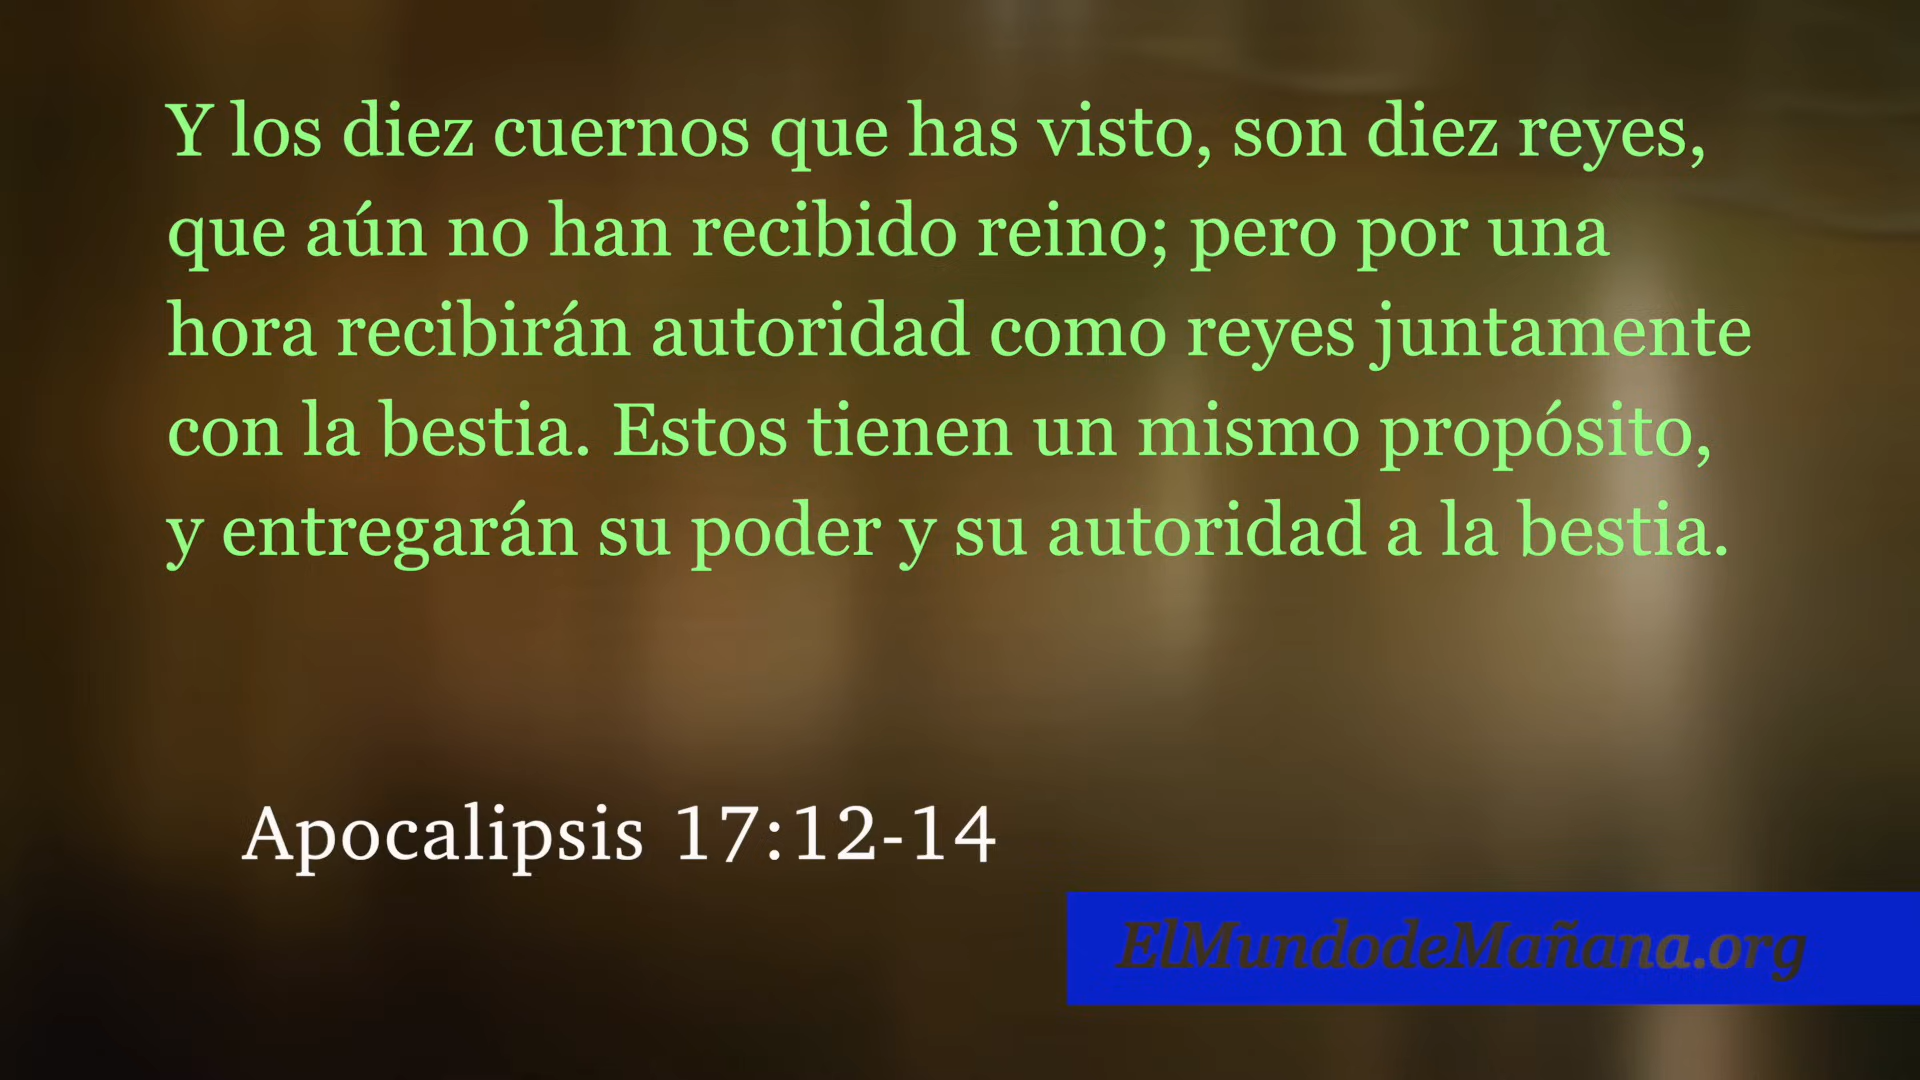 Y los diez cuernos que has visto, son diez reyes,
que aún no han recibido reino; pero por una
hora recibirán autoridad como reyes juntamente
con la bestia. Estos tienen un mismo propósito,
y entregarán su poder y su autoridad a la bestia.
Apocalipsis 17:12-14
ElMundodeMañana.org